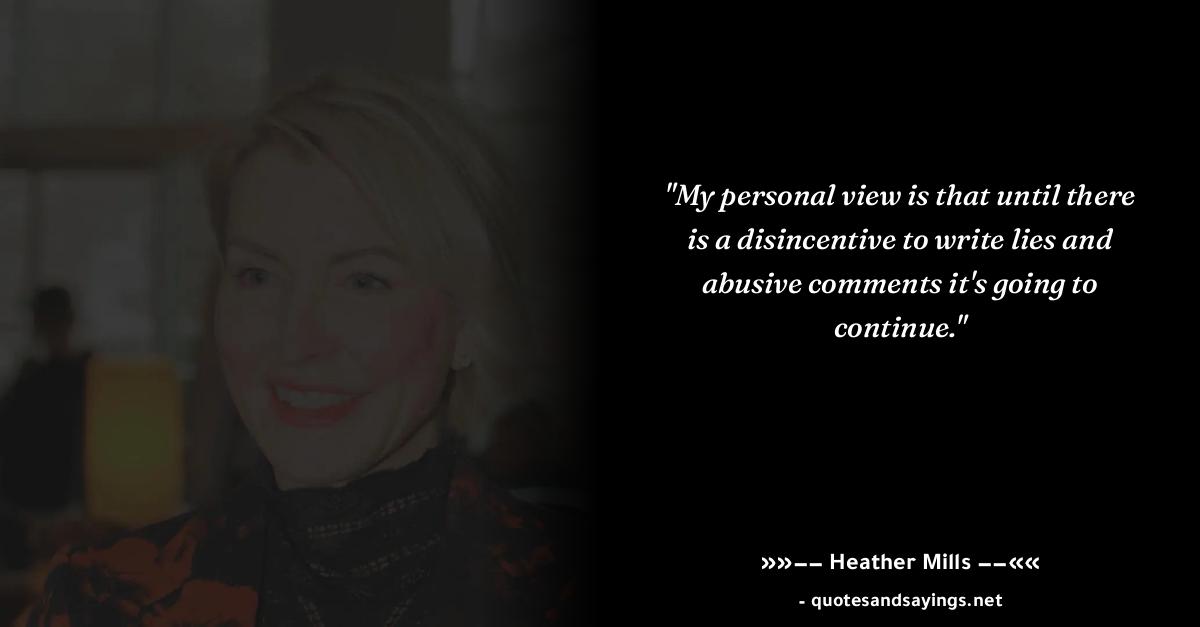 "My personal view is that until there
is a disincentive to write lies and
abusive comments it's going to
continue."
»»−− Heather Mills −−««
- quotesandsayings.net